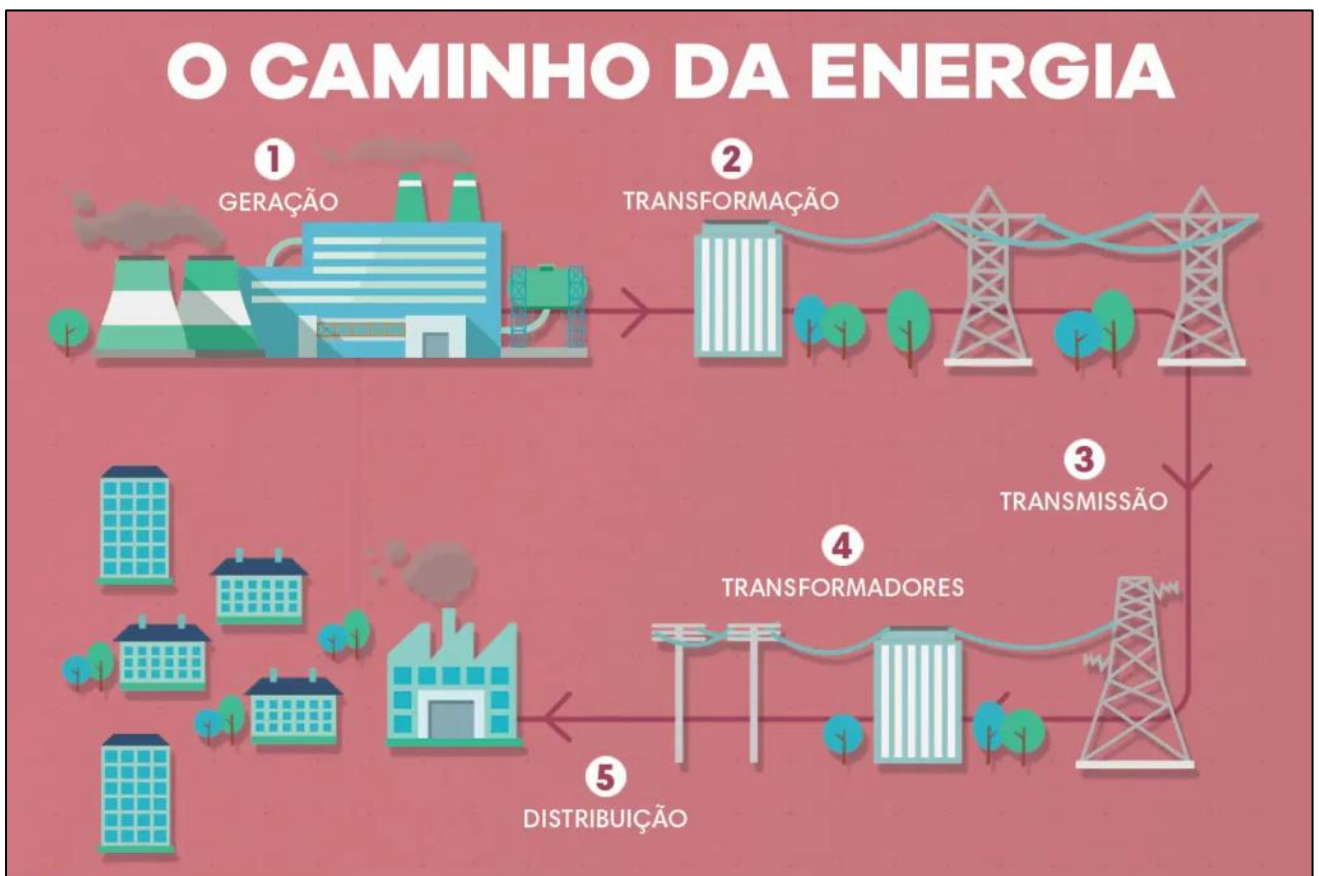 O CAMINHO DA ENERGIA
1
GERAÇÃO
2
TRANSFORMAÇÃO
3
TRANSMISSÃO
4
TRANSFORMADORES
5
DISTRIBUIÇÃO